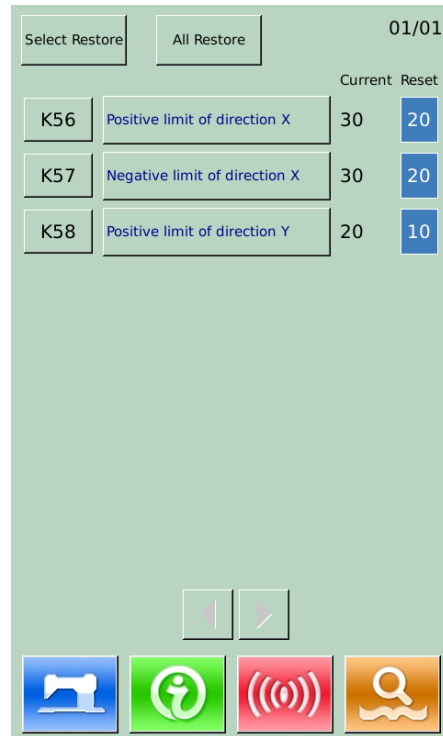 Select Restore
All Restore
01/01
Current Reset
K56 Positive limit of direction X 30 20
K57 Negative limit of direction X 30 20
K58 Positive limit of direction Y 20 10